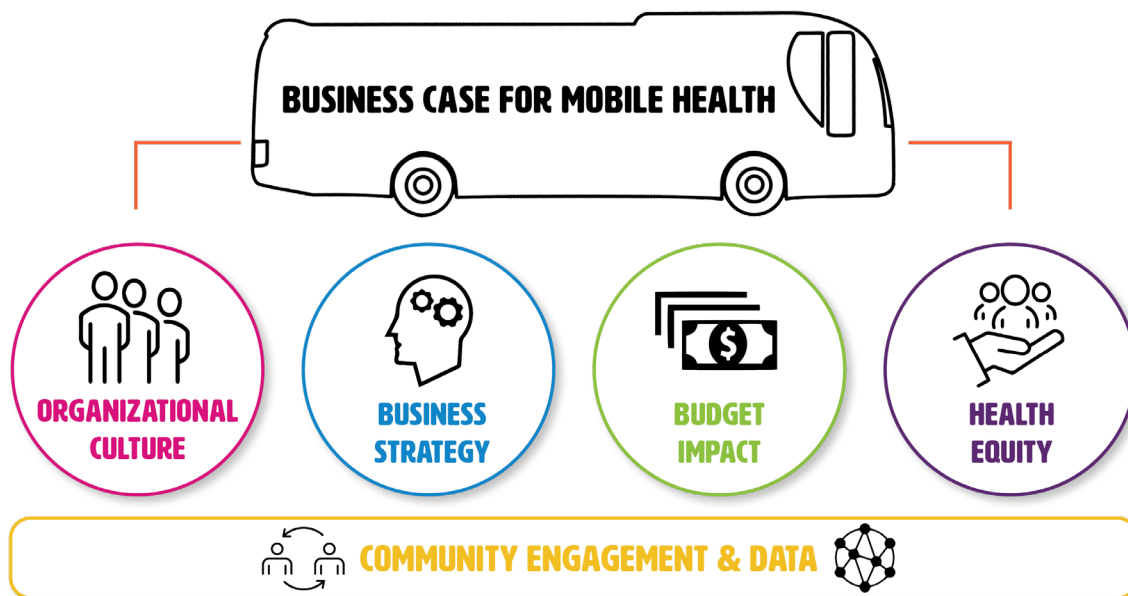 BUSINESS CASE FOR MOBILE HEALTH
ORGANIZATIONAL
CULTURE
BUSINESS
STRATEGY
BUDGET
IMPACT
HEALTH
EQUITY
COMMUNITY ENGAGEMENT & DATA